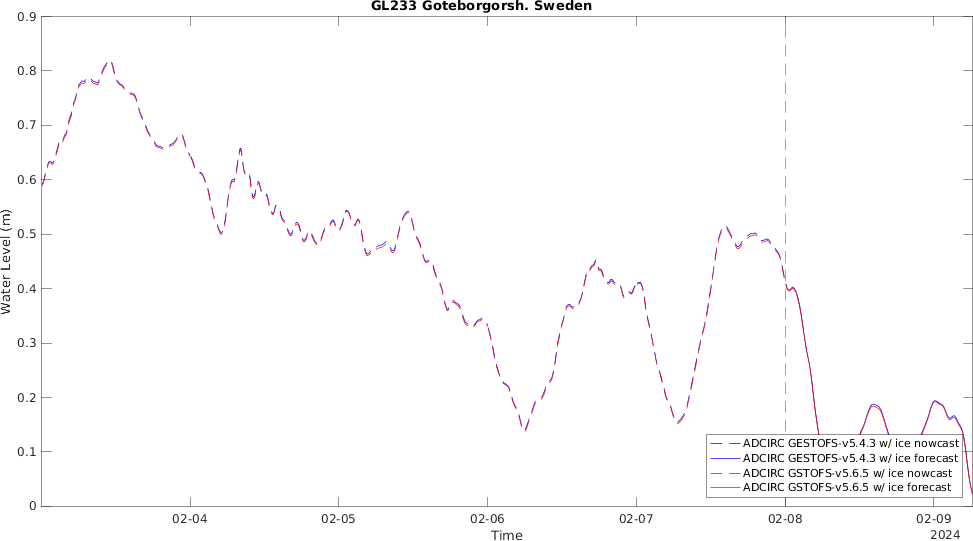 GL233 Goteborgorsh. Sweden
Water Level (m)
0.9
0.8
0.7
0.6
0.5
0.4
0.3
0.2
0.1
0
ADCIRC GESTOFS-v5.4.3 w/ ice nowcast
ADCIRC GESTOFS-v5.4.3 w/ ice forecast
ADCIRC GSTOFS-v5.6.5 w/ ice nowcast
ADCIRC GSTOFS-v5.6.5 w/ ice forecast
02-04 02-05 02-06 02-07 02-08 02-09
Time
2024